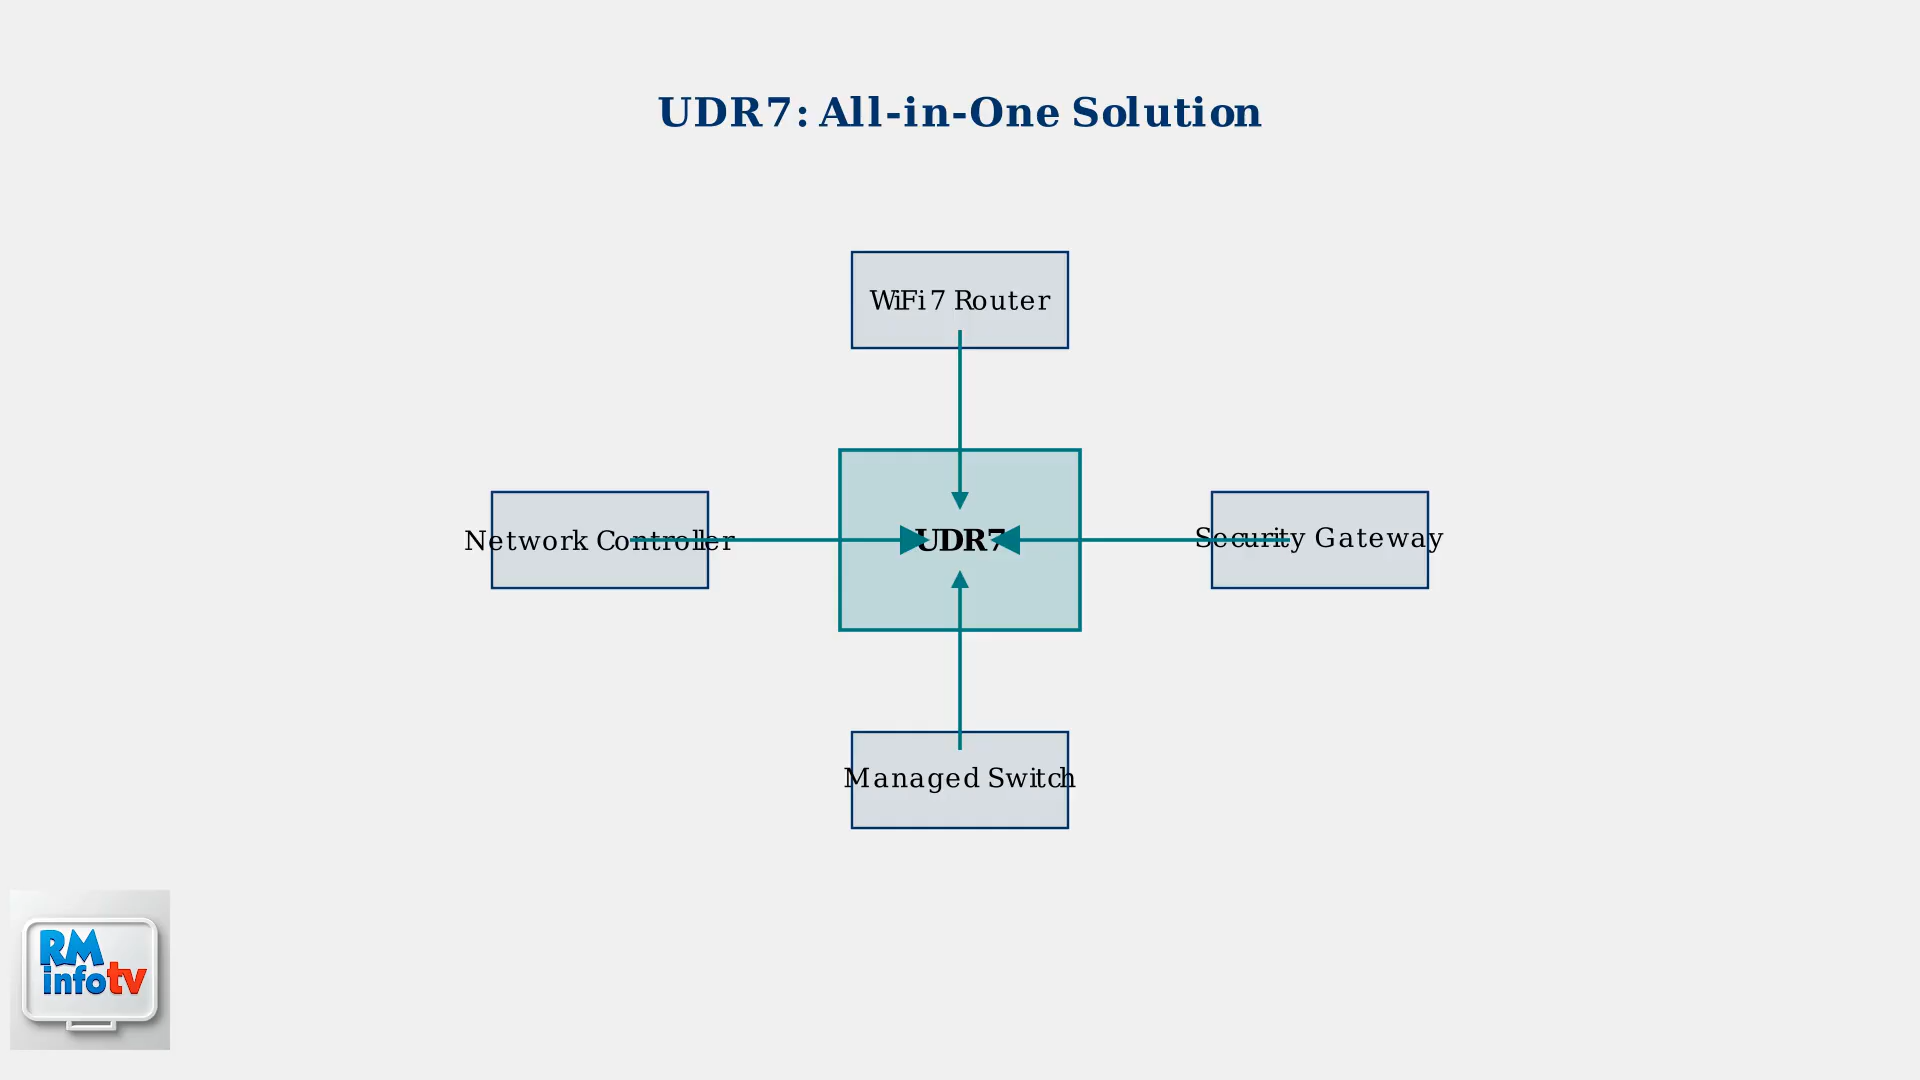 UDR7: All-in-One Solution
WiFi 7 Router
Network Controller
UDR7
Security Gateway
Managed Switch
RM
infotv